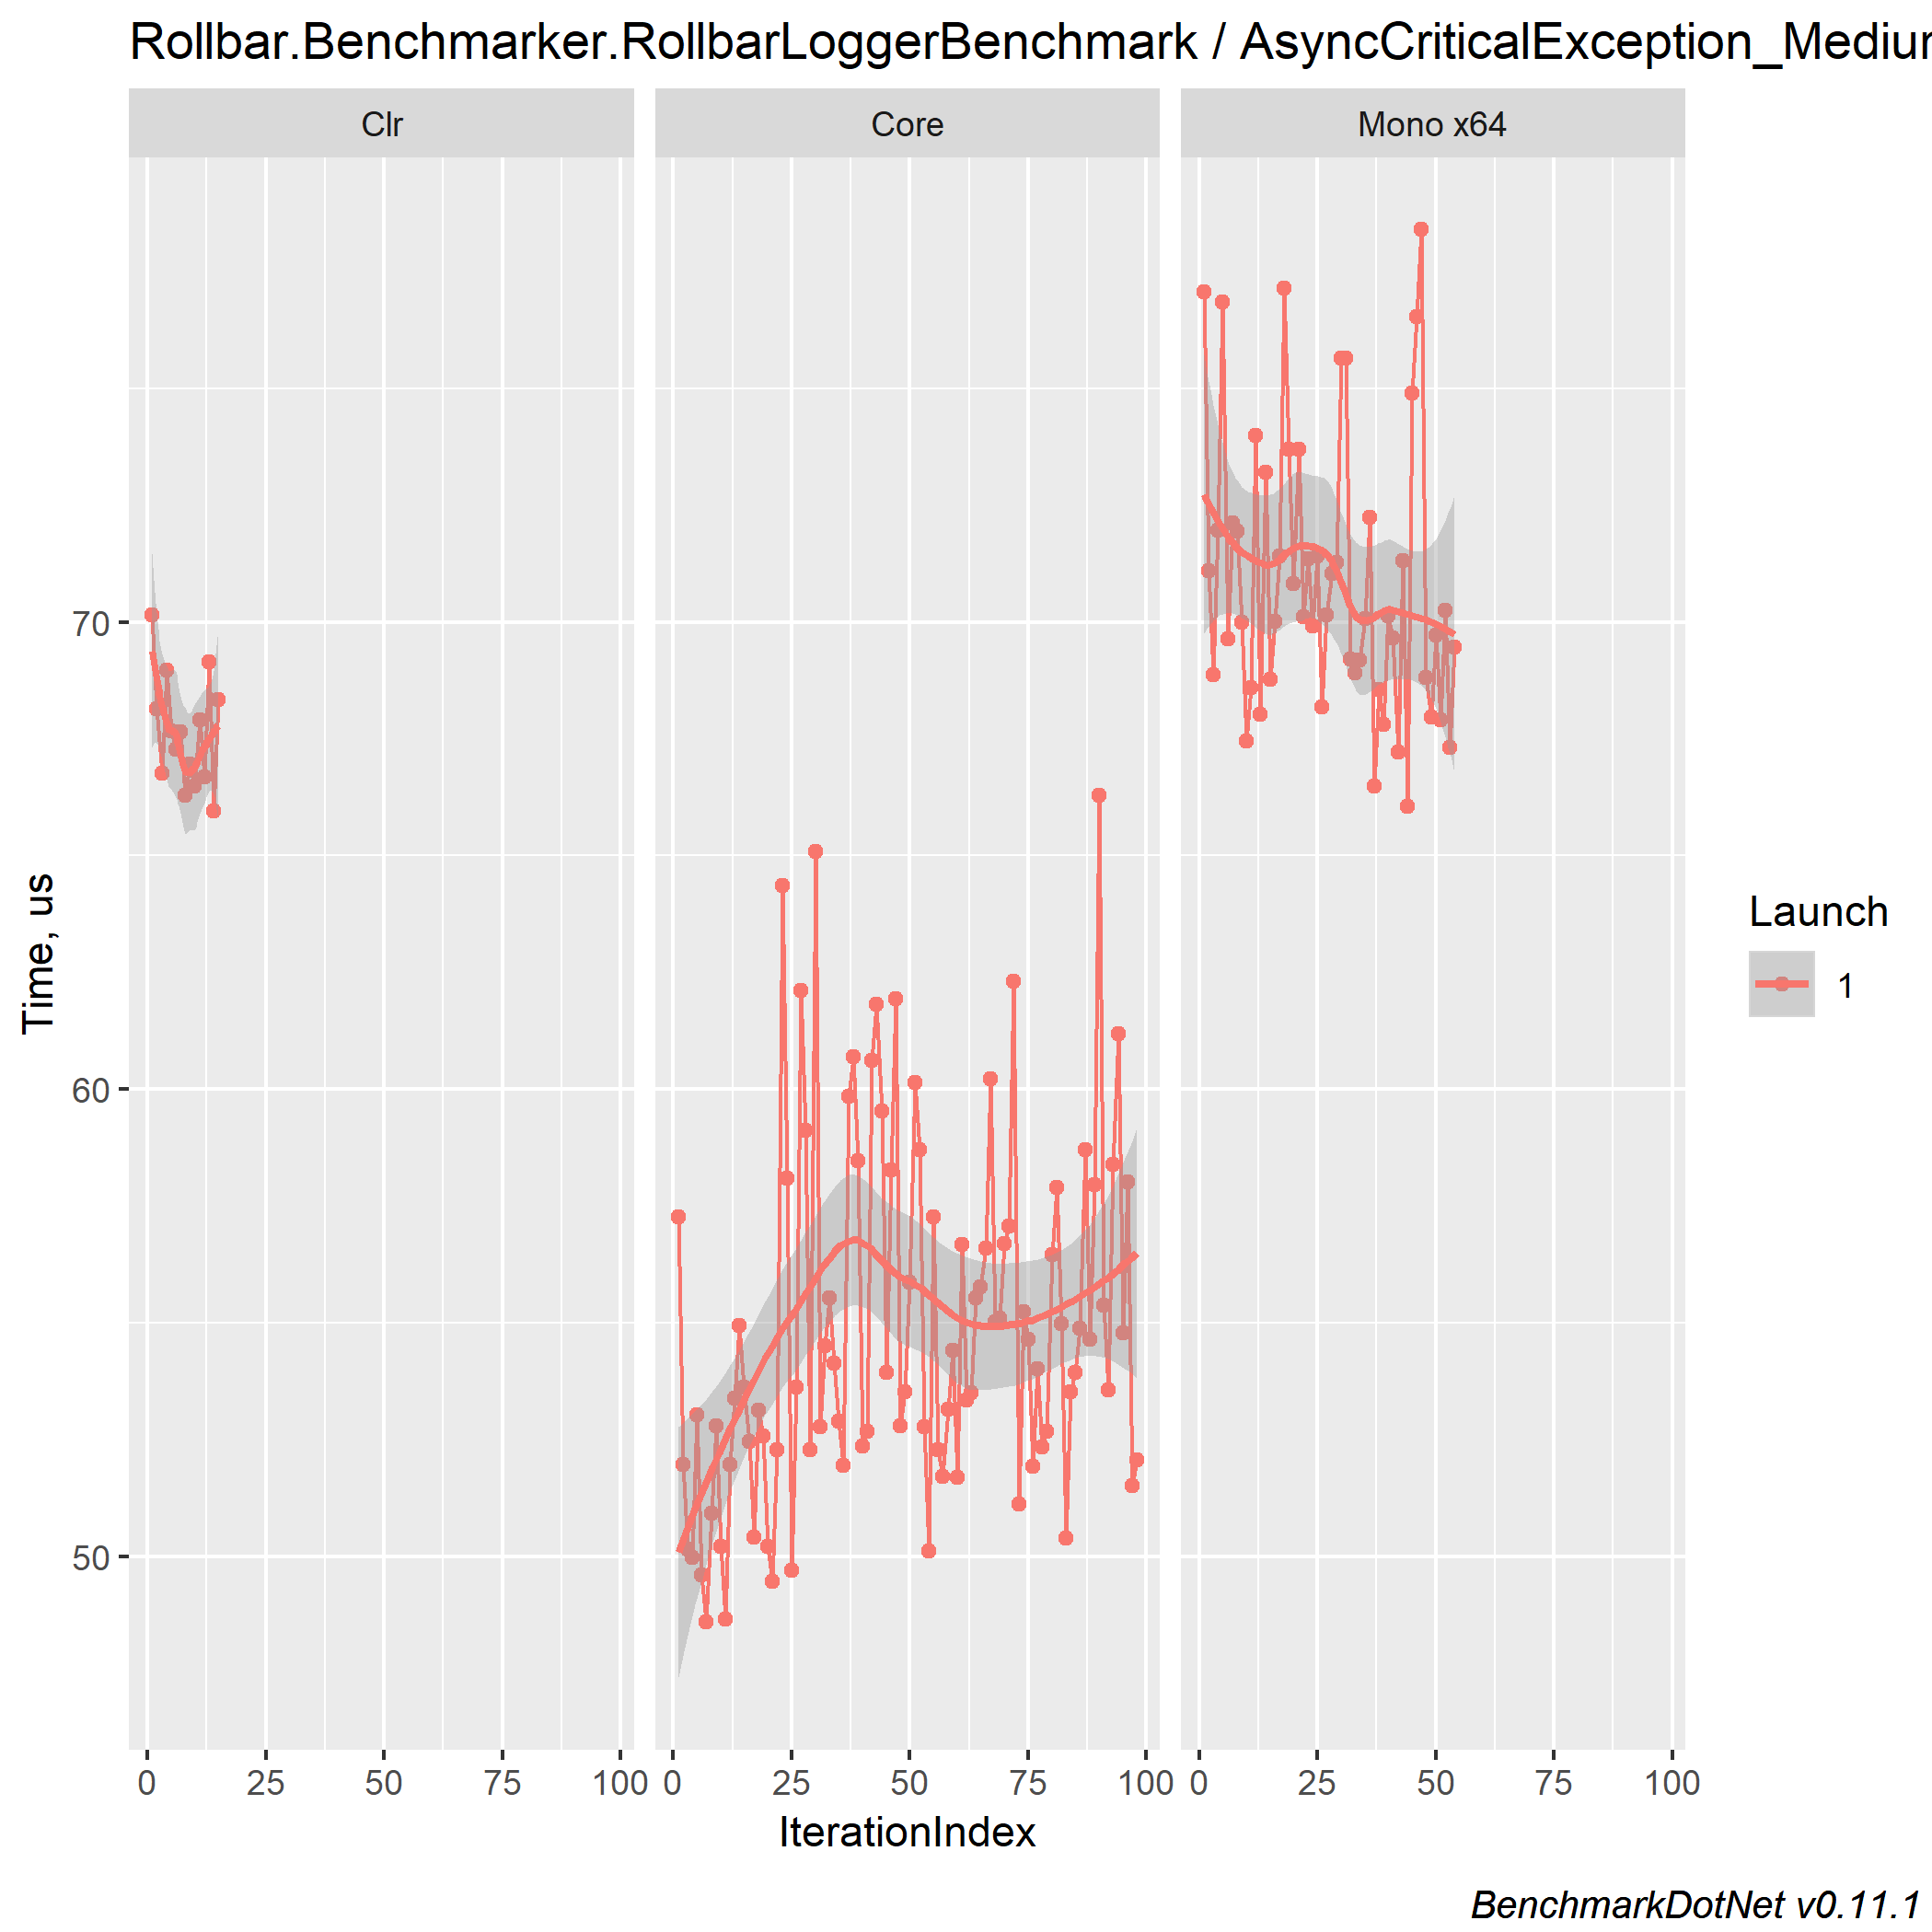 Rollbar.Benchmarker.RollbarLoggerBenchmark / AsyncCriticalException_Mediu
Clr
Core
Mono x64
70
60
50
Time, us
0 25 50 75 100
0 25 50 75 100
0 25 50 75 100
IterationIndex
Launch
1
BenchmarkDotNet v0.11.1